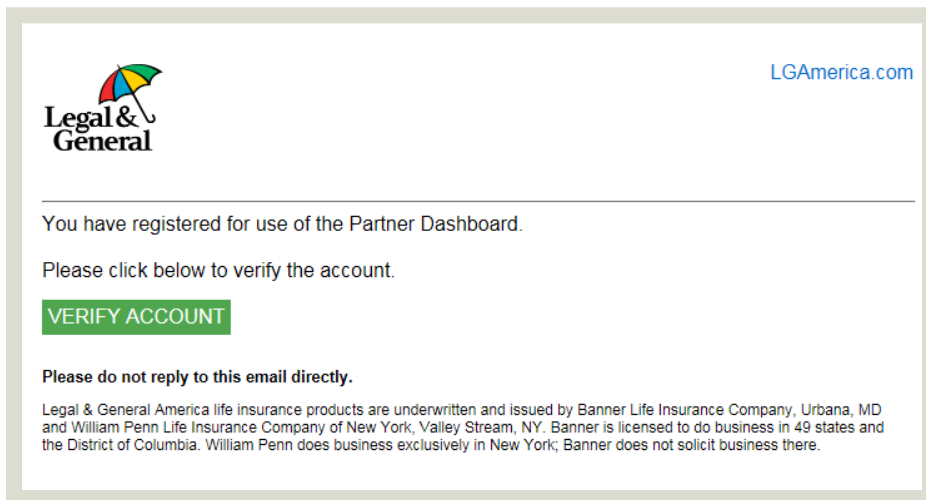 Legal &
General
LGAmerica.com
You have registered for use of the Partner Dashboard.
Please click below to verify the account.
VERIFY ACCOUNT
Please do not reply to this email directly.
Legal & General America life insurance products are underwritten and issued by Banner Life Insurance Company, Urbana, MD
and William Penn Life Insurance Company of New York, Valley Stream, NY. Banner is licensed to do business in 49 states and
the District of Columbia. William Penn does business exclusively in New York; Banner does not solicit business there.